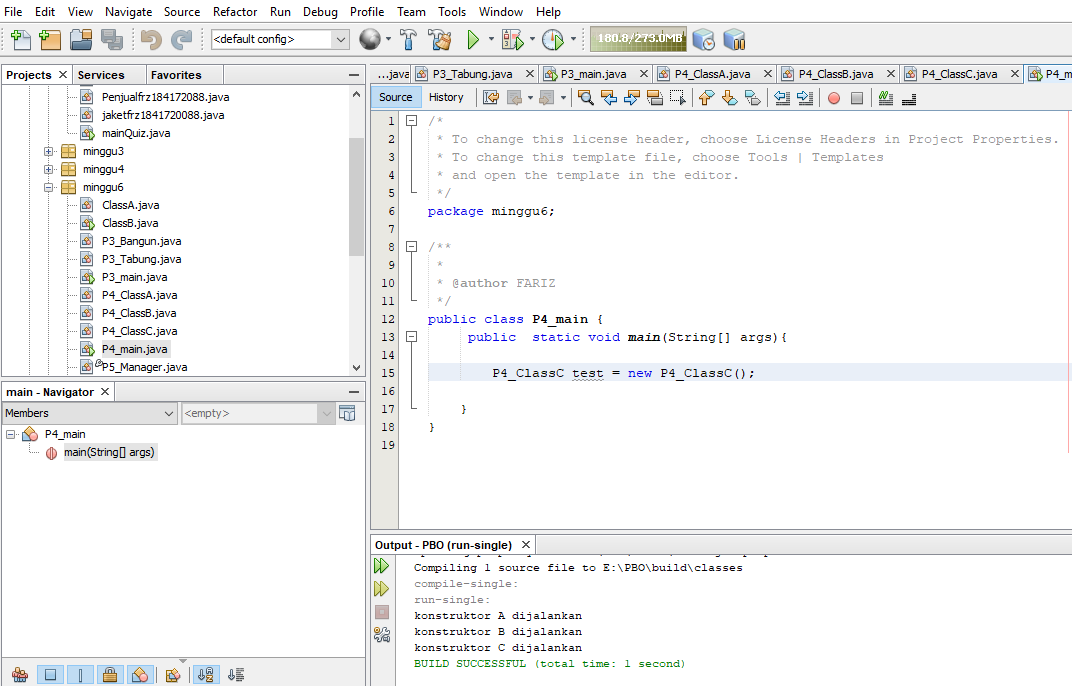 File Edit View Navigate Source Refactor Run Debug Profile Team Tools Window Help
<default config> 180.8/273.0MB
Projects Services Favorites
...java P3_Tabung.java P3_main.java P4_ClassA.java P4_ClassB.java P4_ClassC.java P4_m
Source History
Penjualfrz184172088.java
jaketfrz1841720088.java
mainQuiz.java
minggu3
minggu4
minggu6
ClassA.java
ClassB.java
P3_Bangun.java
P3_Tabung.java
P3_main.java
P4_ClassA.java
P4_ClassB.java
P4_ClassC.java
P4_main.java
P5_Manager.java
main - Navigator
Members <empty>
P4_main
main(String[] args)
1 /*
2 * To change this license header, choose License Headers in Project Properties.
3 * To change this template file, choose Tools | Templates
4 * and open the template in the editor.
5 */
6 package minggu6;
7
8 /**
9 *
10 * @author FARIZ
11 */
12 public class P4_main {
13 public  static void main(String[] args){
14
15 P4_ClassC test = new P4_ClassC();
16
17 }
18 }
19
Output - PBO (run-single)
Compiling 1 source file to E:\PBO\build\classes
compile-single:
run-single:
konstruktor A dijalankan
konstruktor B dijalankan
konstruktor C dijalankan
BUILD SUCCESSFUL (total time: 1 second)